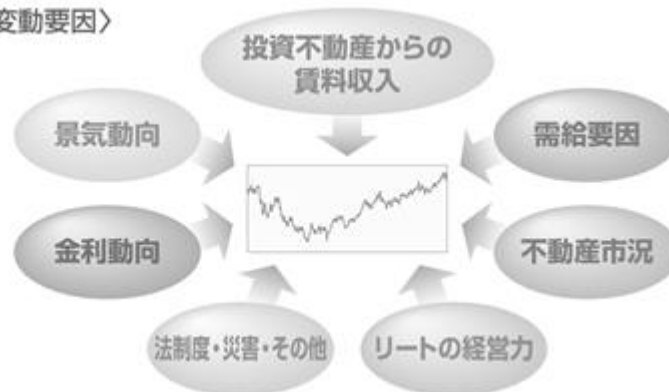 変動要因〉
投資不動産からの
賃料収入
景気動向
需給要因
金利動向
不動産市況
法制度・災害・その他
リートの経営力